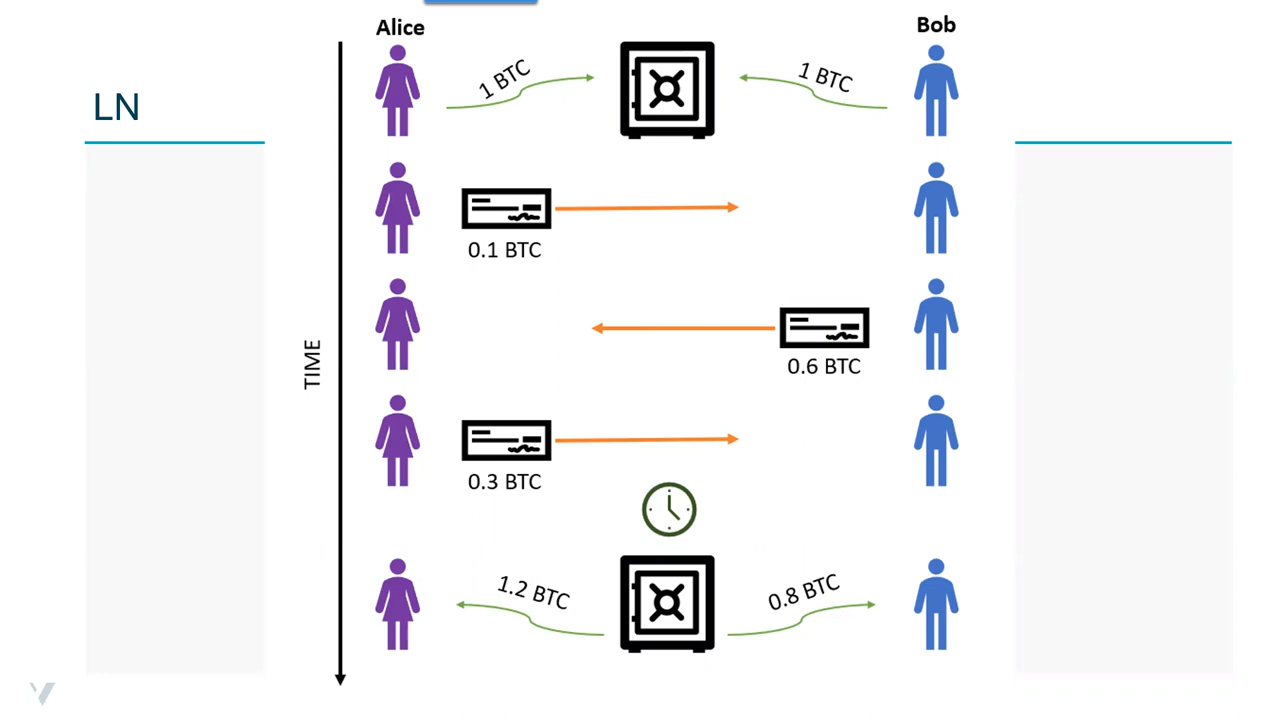 Alice
Bob
LN
1 BTC
1 BTC
0.1 BTC
0.6 BTC
TIME
0.3 BTC
1.2 BTC
0.8 BTC